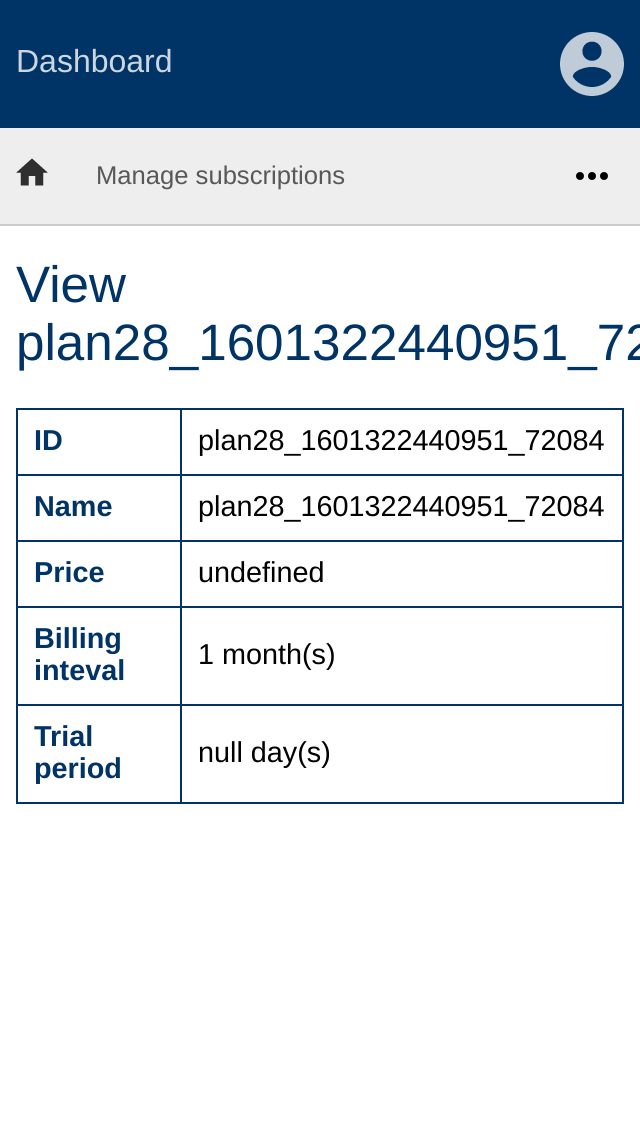 Dashboard
Manage subscriptions
View
plan28_1601322440951_72
ID plan28_1601322440951_72084
Name plan28_1601322440951_72084
Price undefined
Billing
inteval
1 month(s)
Trial
period
null day(s)